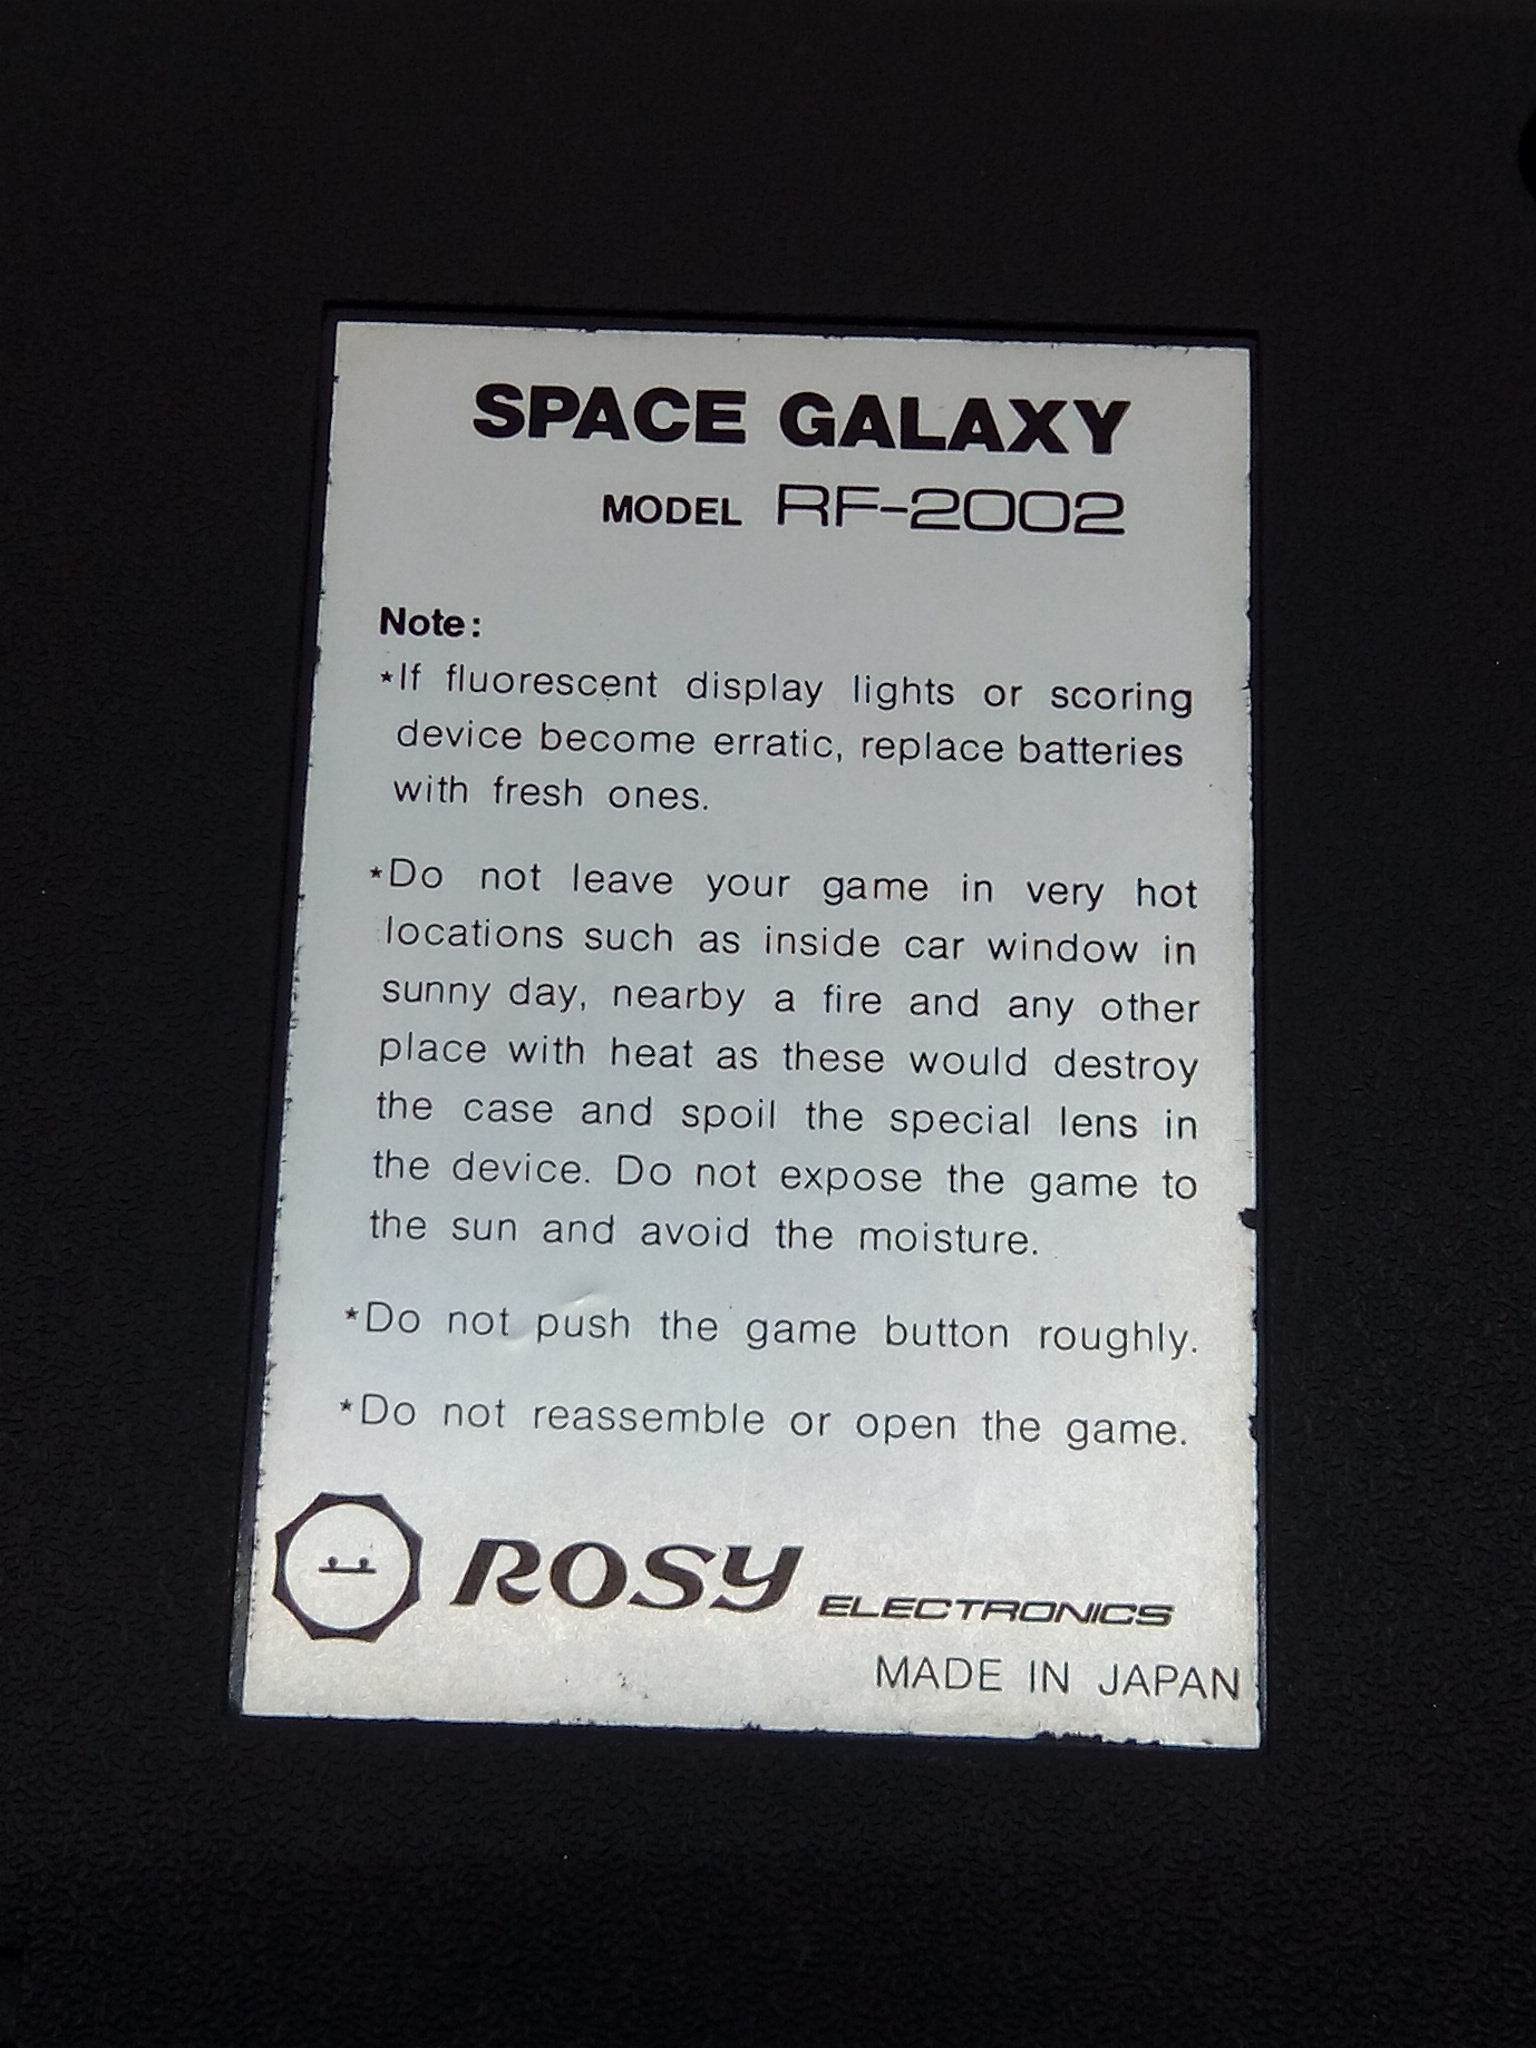 SPACE GALAXY
MODEL RF-2002
Note:
*If fluorescent display lights or scoring
device become erratic, replace batteries
with fresh ones.
*Do not leave your game in very hot
locations such as inside car window in
sunny day, nearby a fire and any other
place with heat as these would destroy
the case and spoil the special lens in
the device. Do not expose the game to
the sun and avoid the moisture.
*Do not push the game button roughly.
*Do not reassemble or open the game.
ROSY ELECTRONICS
MADE IN JAPAN